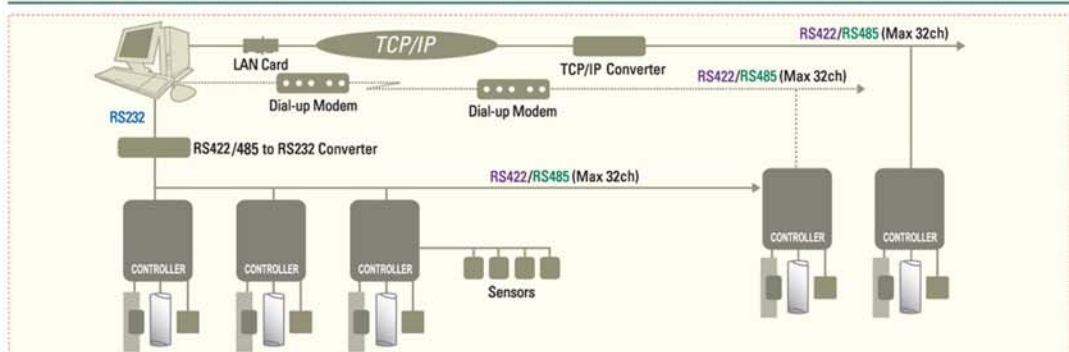 TCP/IP
RS422/RS485 (Max 32ch)
LAN Card
TCP/IP Converter
RS422/RS485 (Max 32ch)
Dial-up Modem
Dial-up Modem
RS232
RS422/485 to RS232 Converter
RS422/RS485 (Max 32ch)
CONTROLLER
CONTROLLER
CONTROLLER
CONTROLLER
CONTROLLER
Sensors